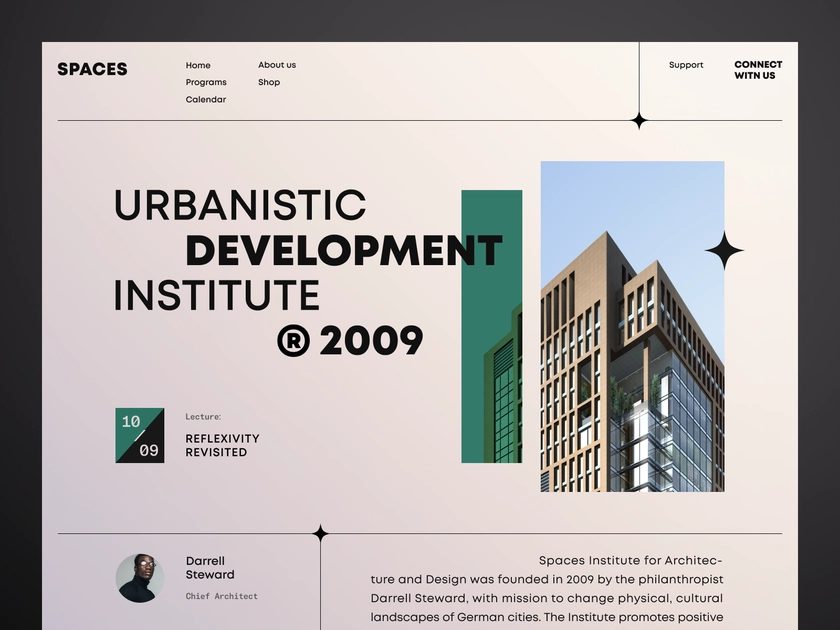 SPACES
Home
Programs
Calendar
About us
Shop
Support
CONNECT
WITN US
URBANISTIC
DEVELOPMENT
INSTITUTE
® 2009
10
/
09
Lecture:
REFLEXIVITY
REVISITED
Darrell
Steward
Chief Architect
Spaces Institute for Architec-
ture and Design was founded in 2009 by the philanthropist
Darrell Steward, with mission to change physical, cultural
landscapes of German cities. The Institute promotes positive